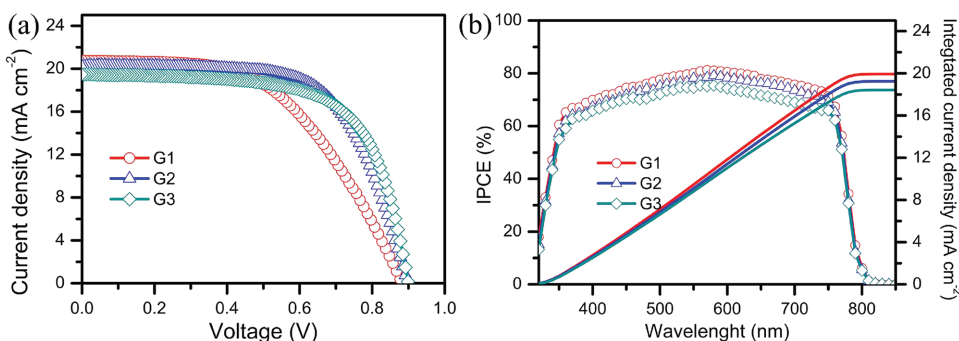 (a)
Current density (mA cm-2)
24
20
16
12
8
4
0
G1
G2
G3
0.0
0.2
0.4
0.6
0.8
1.0
Voltage (V)
(b)
IPCE (%)
100
80
60
40
20
0
G1
G2
G3
400
500
600
700
800
Wavelenght (nm)
24
20
16
12
8
4
0
Integtated current
density (mA cm-2)